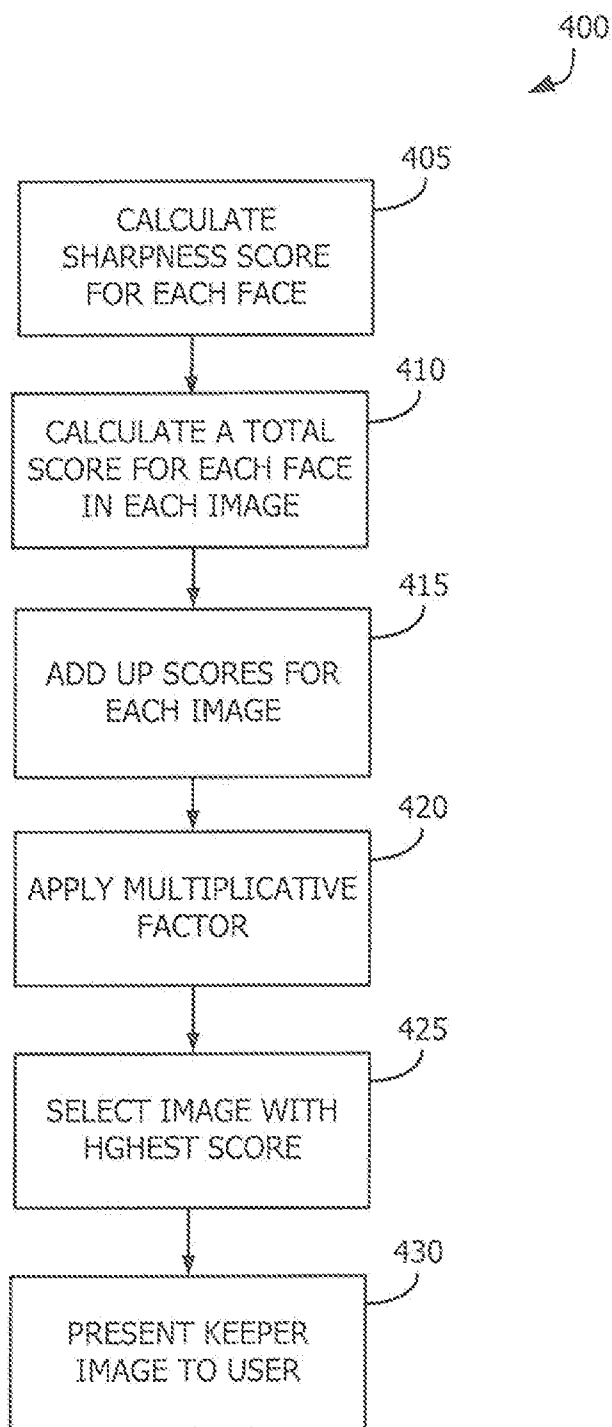 400
405
CALCULATE
SHARPNESS SCORE
FOR EACH FACE
410
CALCULATE A TOTAL
SCORE FOR EACH FACE
IN EACH IMAGE
415
ADD UP SCORES FOR
EACH IMAGE
420
APPLY MULTIPLICATIVE
FACTOR
425
SELECT IMAGE WITH
HGHEST SCORE
430
PRESENT KEEPER
IMAGE TO USER